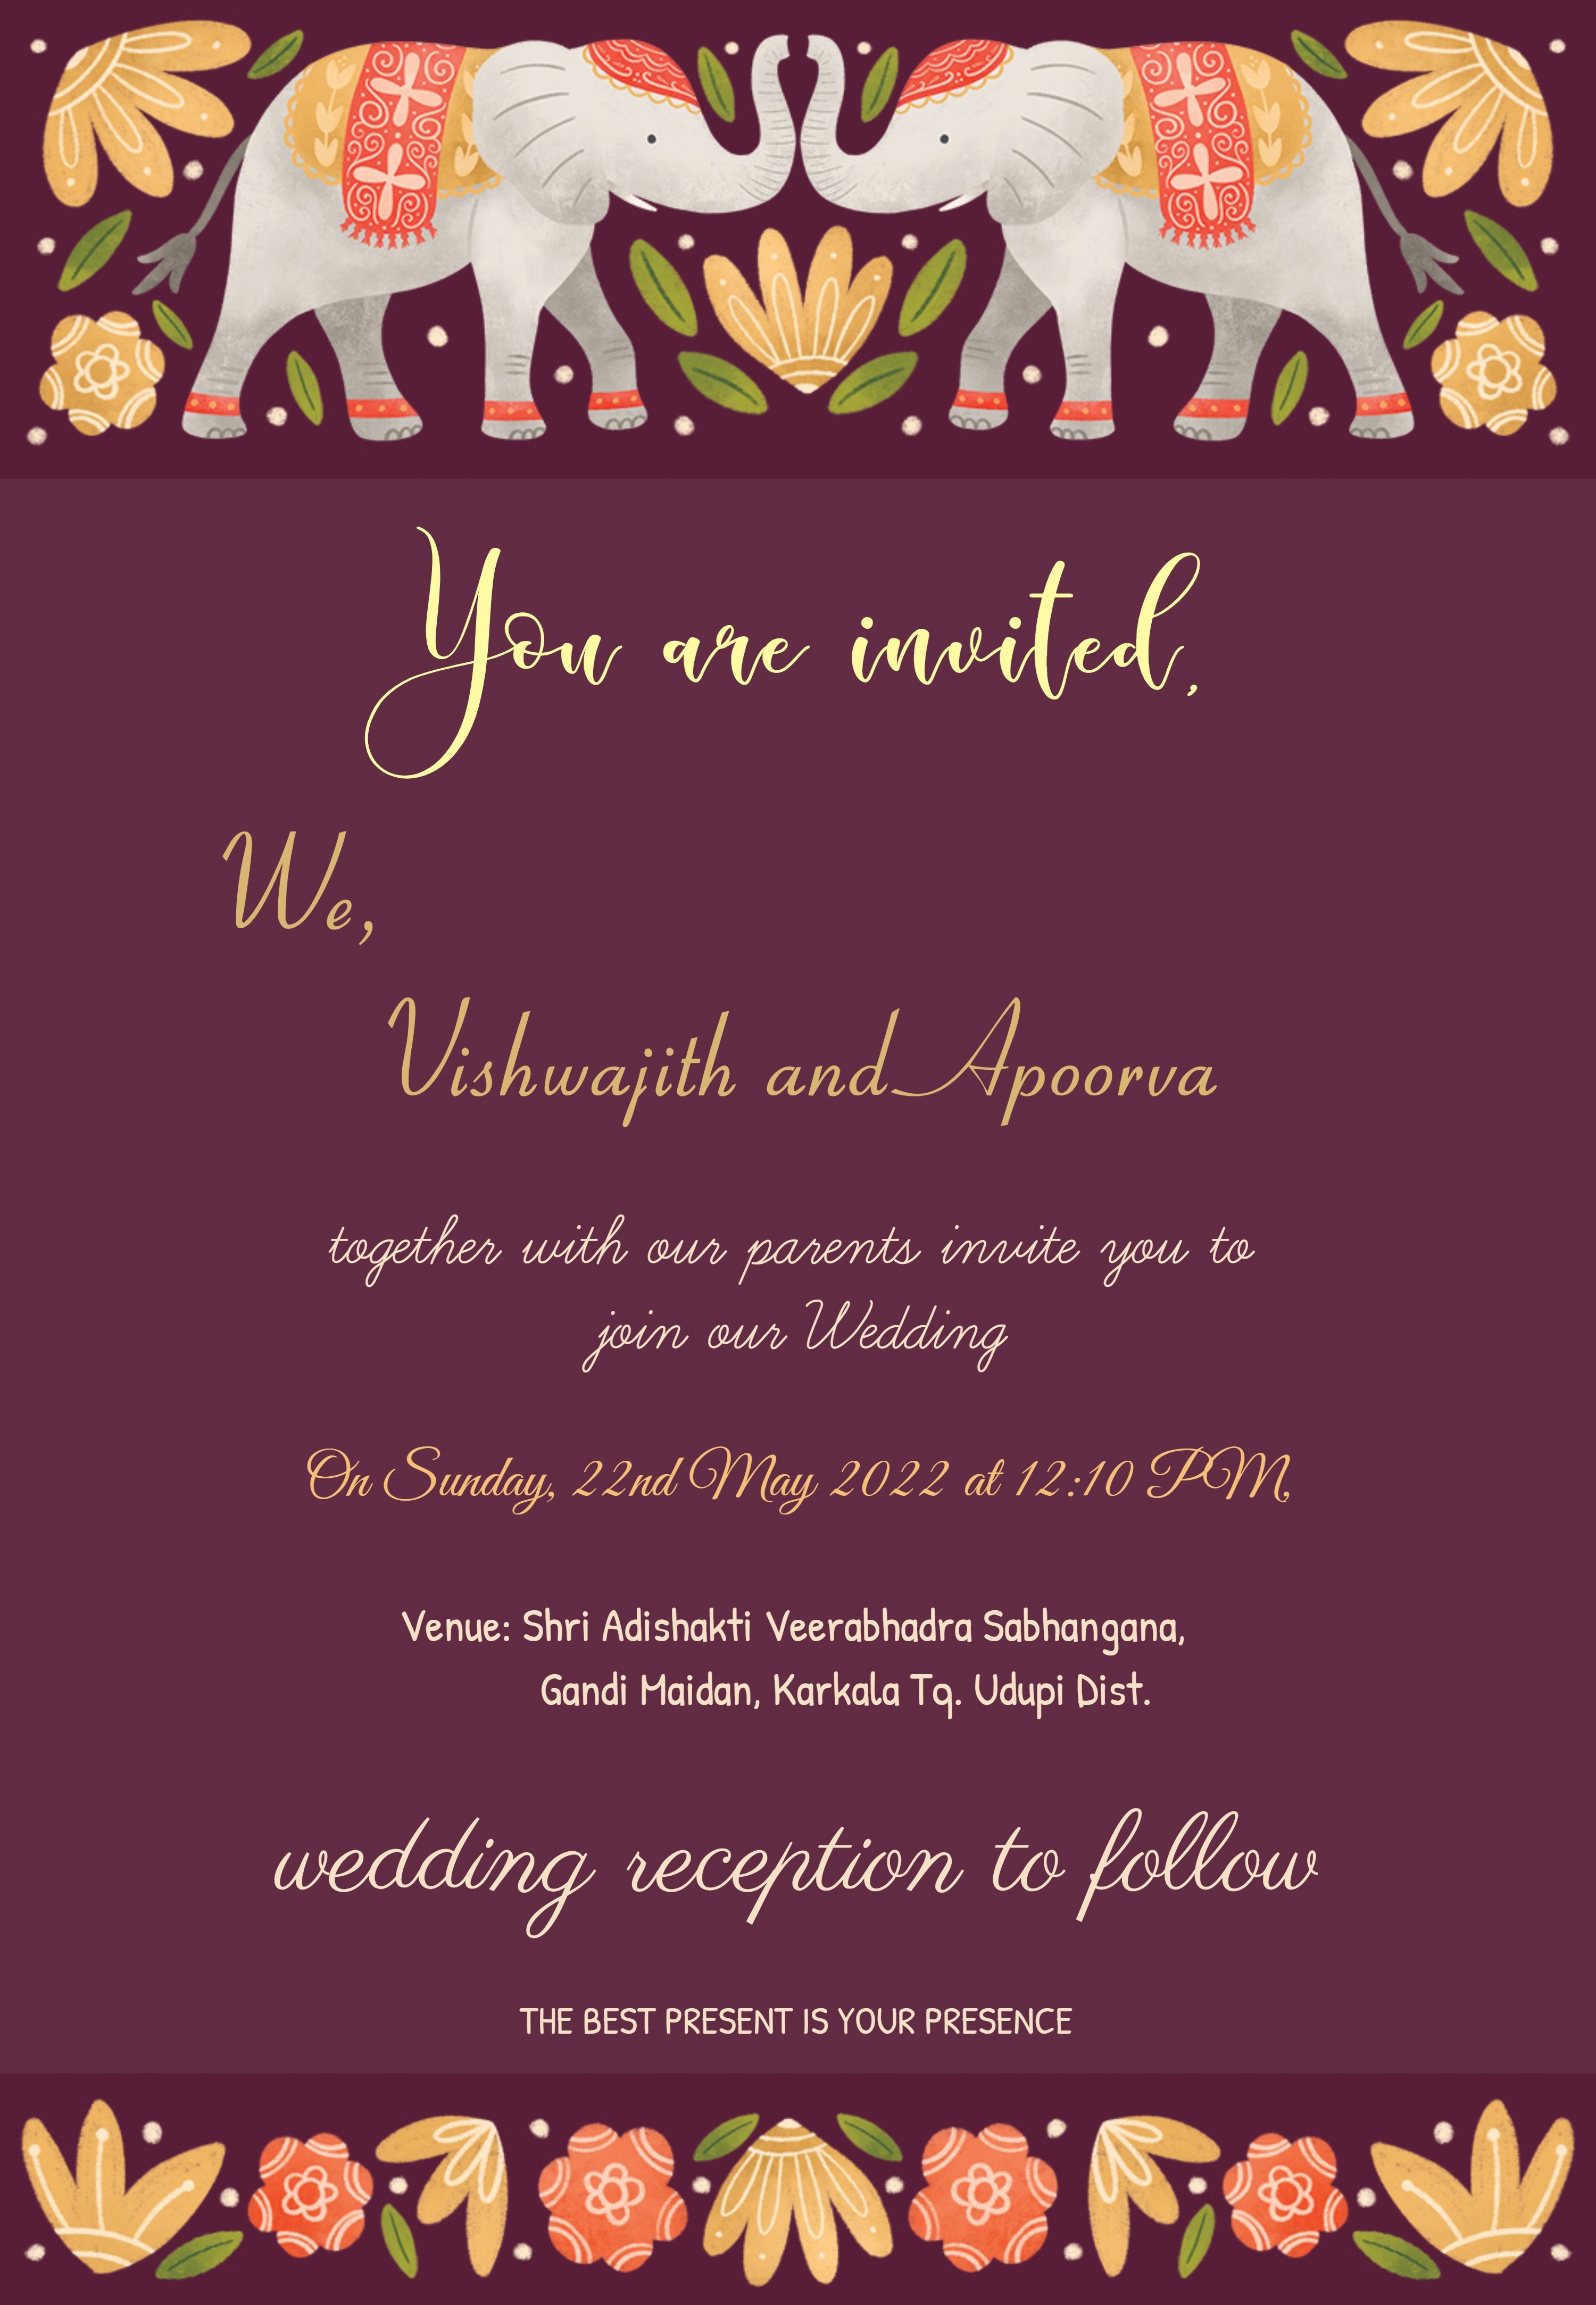 You are invited,
We,
Vishwajith and Apoorva
together with our parents invite you to
join our Wedding
On Sunday, 22nd May 2022 at 12:10 PM,
Venue: Shri Adishakti Veerabhadra Sabhangana,
Gandi Maidan, Karkala Tq. Udupi Dist.
wedding reception to follow
THE BEST PRESENT IS YOUR PRESENCE